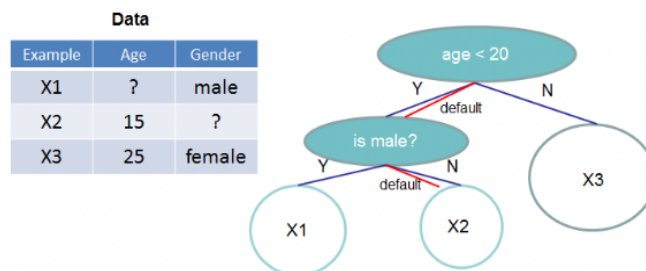 Data
Example Age Gender
X1 ? male
X2 15 ?
X3 25 female
age < 20
Y N
default
is male?
Y N
default
X1 X2 X3